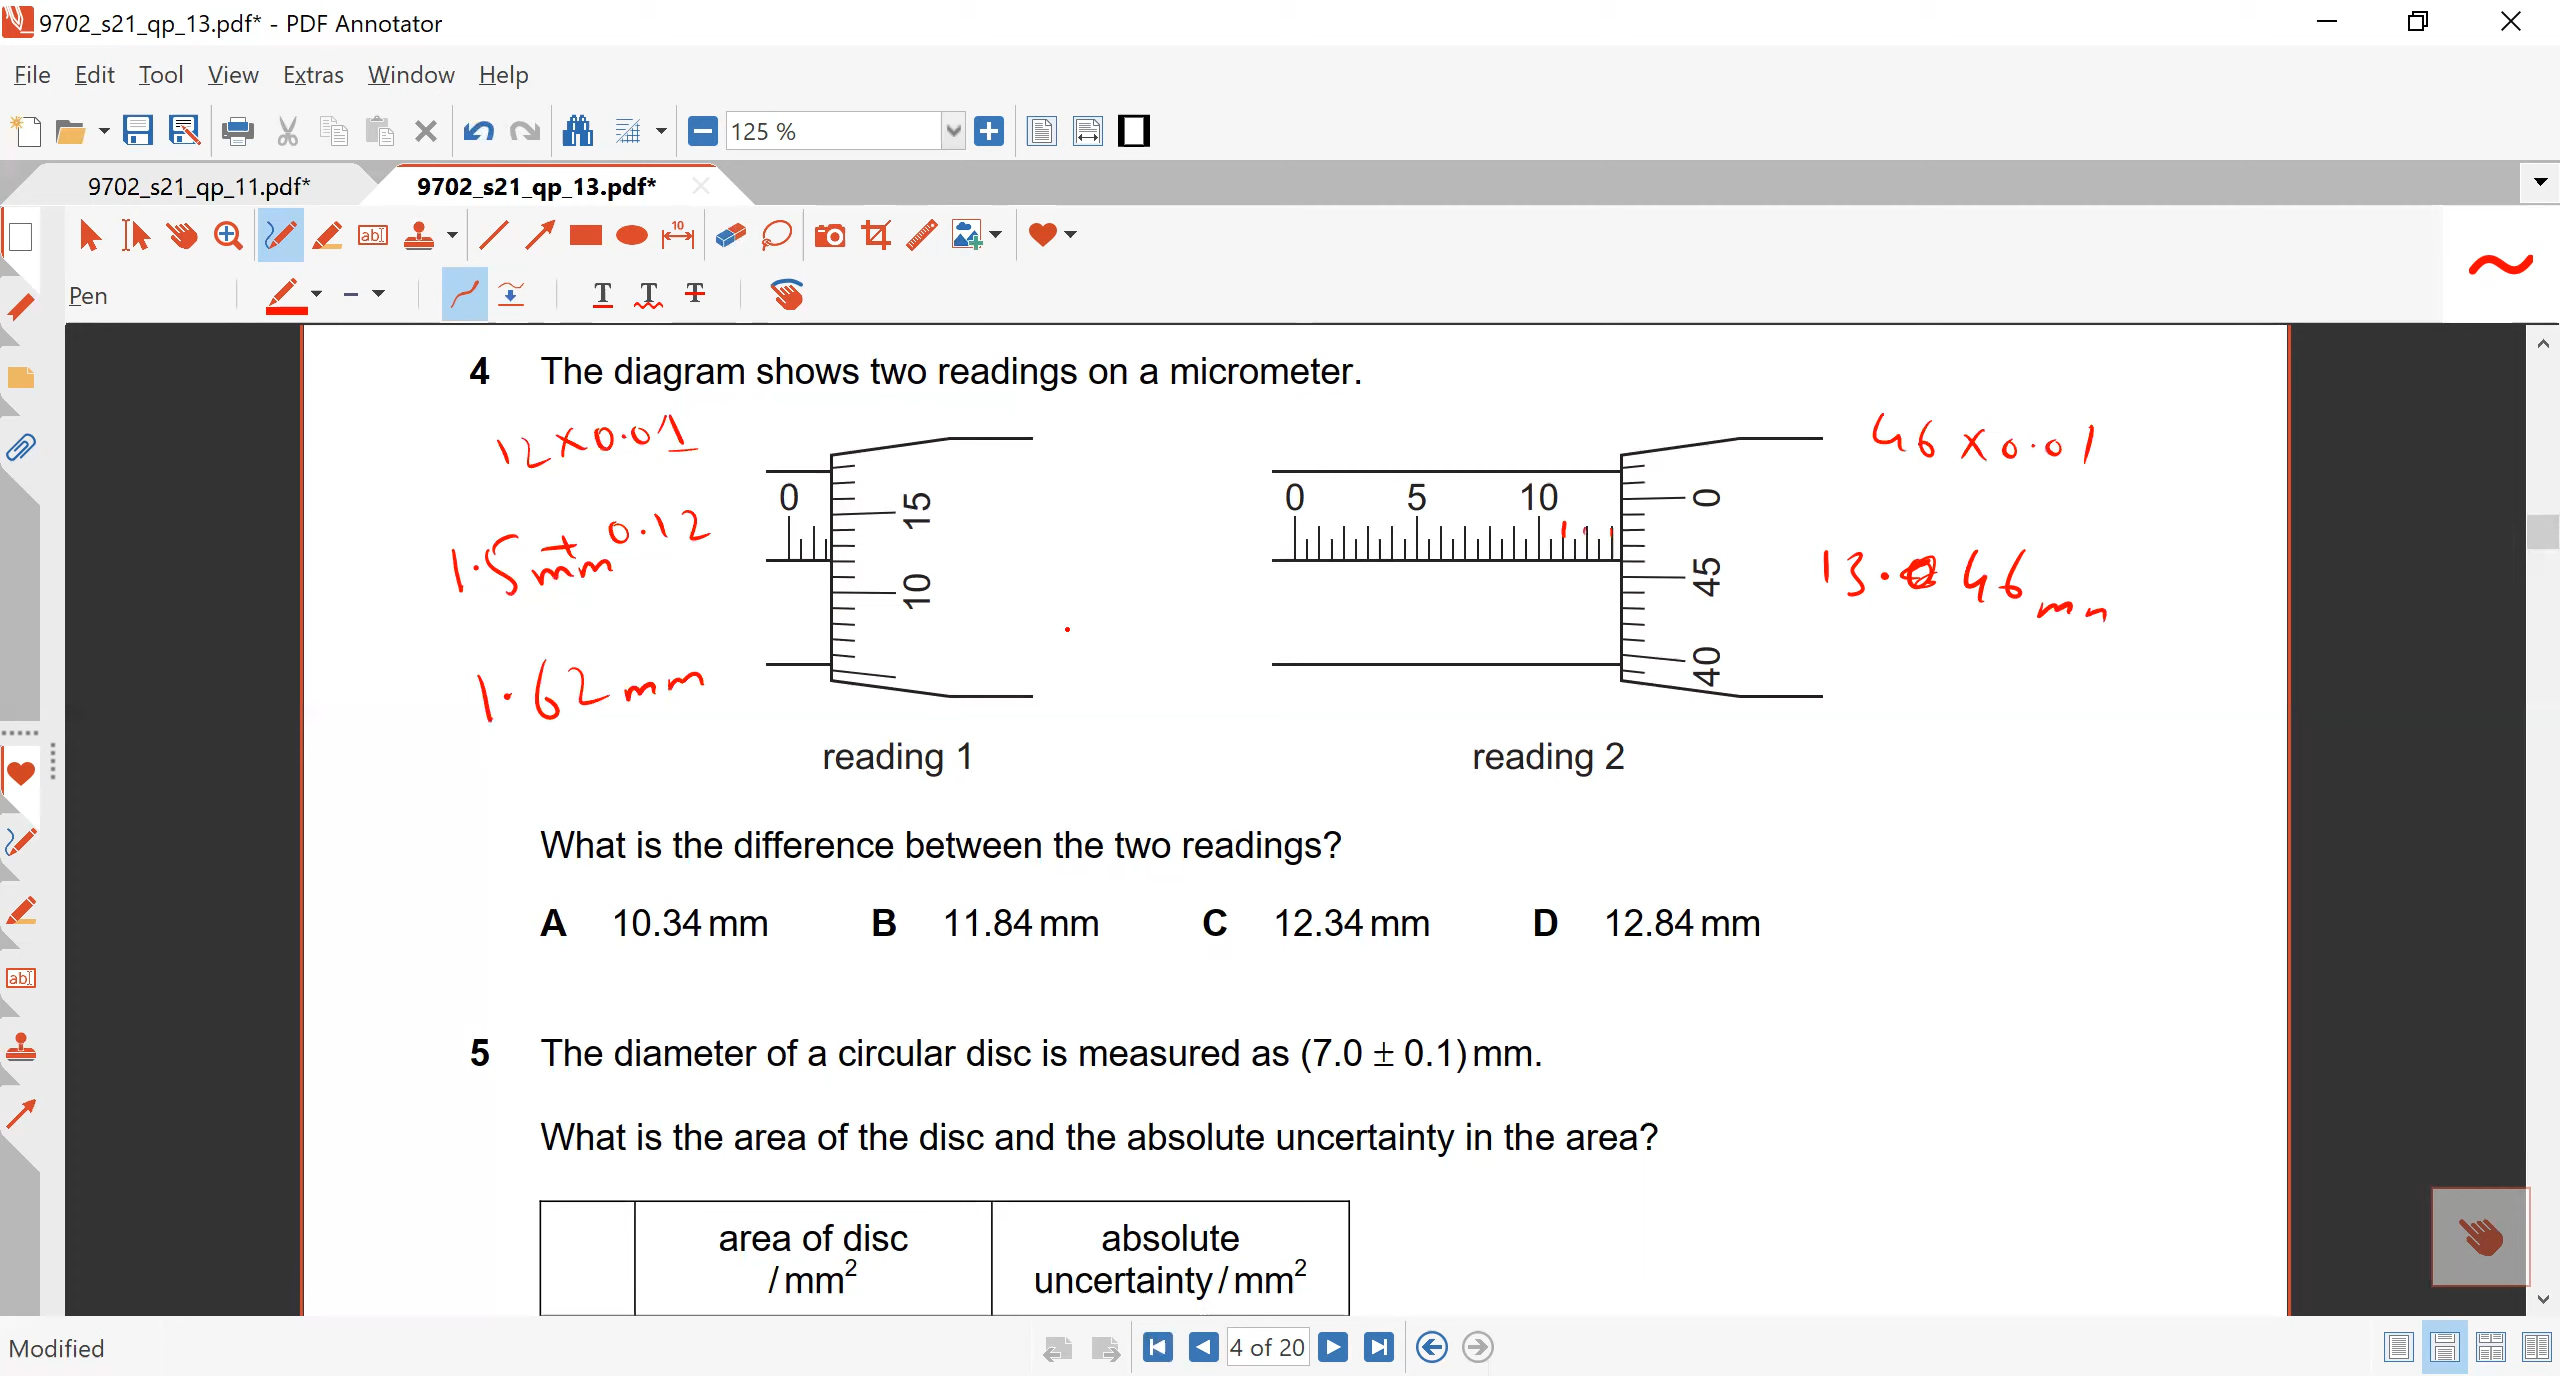 9702_s21_qp_13.pdf* - PDF Annotator
File Edit Tool View Extras Window Help
125 %
9702_s21_qp_11.pdf* 9702_s21_qp_13.pdf*
10
Pen
4 The diagram shows two readings on a micrometer.
12 x 0.01
46 x 0.01
0 15
0 5 10 0
1.5mm + 0.12
10
45
13. 46 mm
40
1.62 mm
reading 1 reading 2
What is the difference between the two readings?
A 10.34 mm B 11.84 mm C 12.34 mm D 12.84 mm
5 The diameter of a circular disc is measured as (7.0 ± 0.1) mm.
What is the area of the disc and the absolute uncertainty in the area?
area of disc absolute
/ mm² uncertainty / mm²
Modified 4 of 20